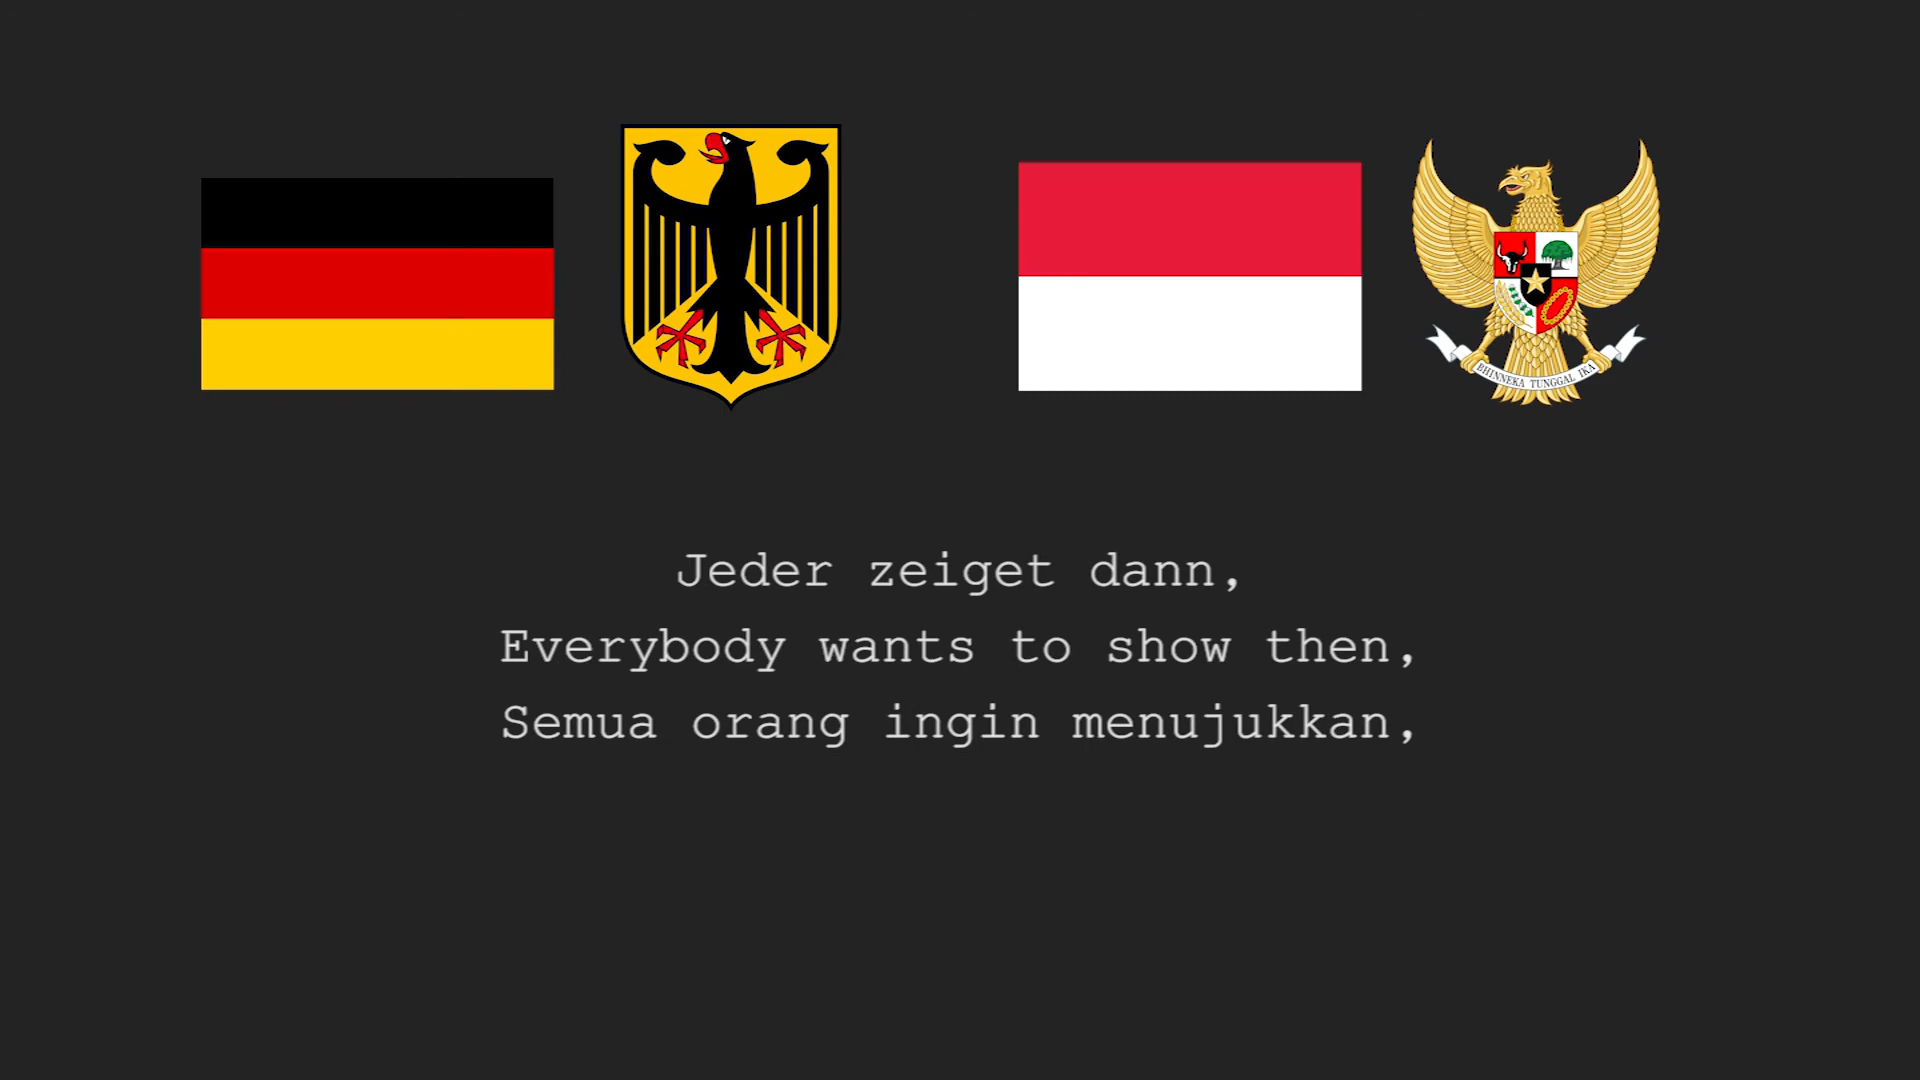 BHINNEKA TUNGGAL IKA
Jeder zeiget dann,
Everybody wants to show then,
Semua orang ingin menujukkan,